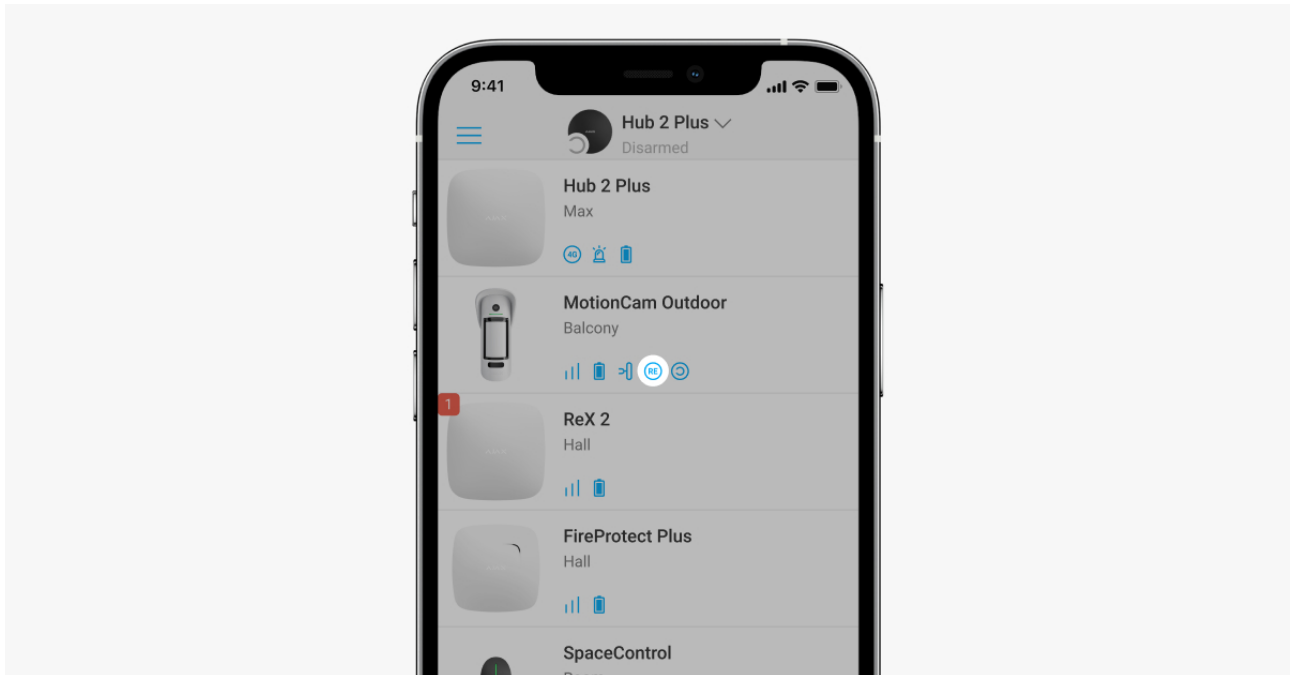 9:41
Hub 2 Plus
Disarmed
Hub 2 Plus
Max
4G
MotionCam Outdoor
Balcony
RE
1
ReX 2
Hall
FireProtect Plus
Hall
SpaceControl